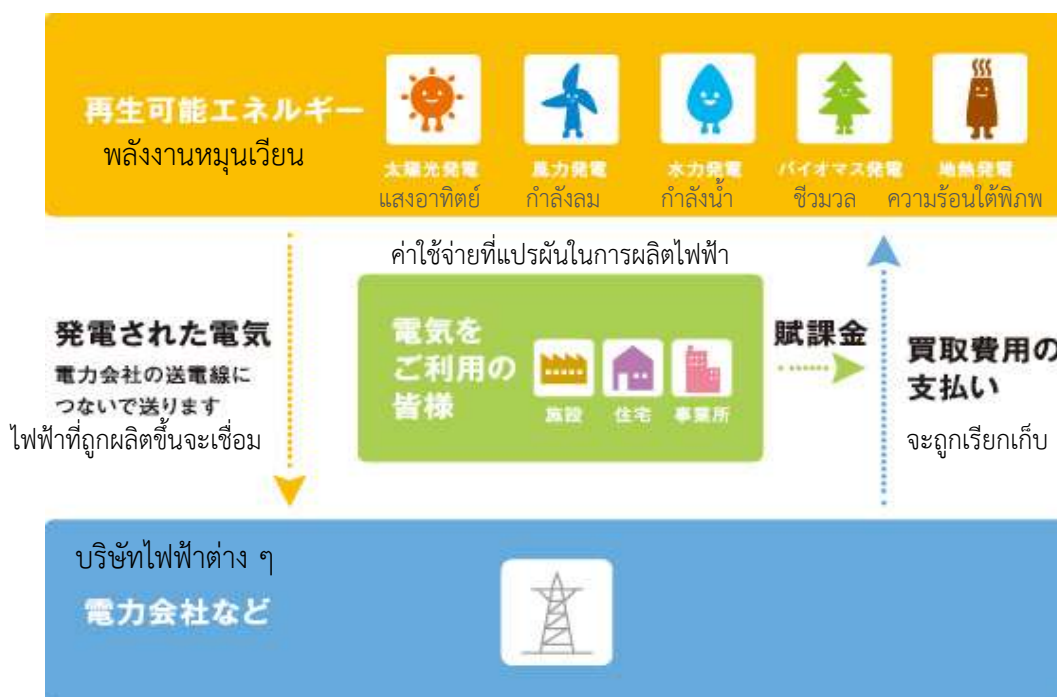 再生可能エネルギー
พลังงานหมุนเวียน
太陽光発電
風力発電
水力発電
バイオマス発電
地熱発電
แสงอาทิตย์
กำลังลม
กำลังน้ำ
ชีวมวล
ความร้อนใต้พิภพ
ค่าใช้จ่ายที่แปรผันในการผลิตไฟฟ้า
発電された電気
電力会社の送電線に
つないで送ります
ไฟฟ้าที่ถูกผลิตขึ้นจะเชื่อม
電気を
ご利用の
皆様
施設
住宅
事業所
賦課金
買取費用の
支払い
จะถูกเรียกเก็บ
บริษัทไฟฟ้าต่าง ๆ
電力会社など